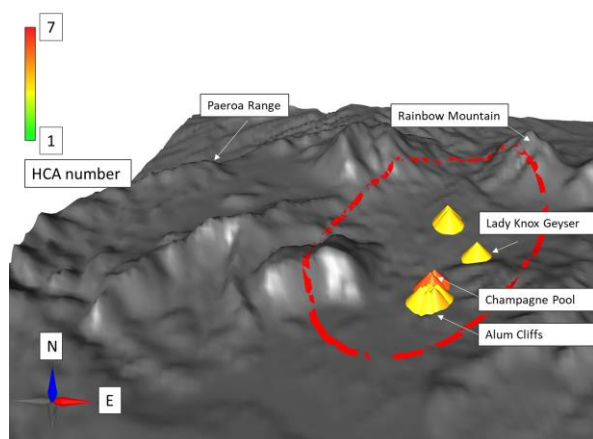 7
1
HCA number
Paeroa Range
Rainbow Mountain
Lady Knox Geyser
Champagne Pool
Alum Cliffs
N
E